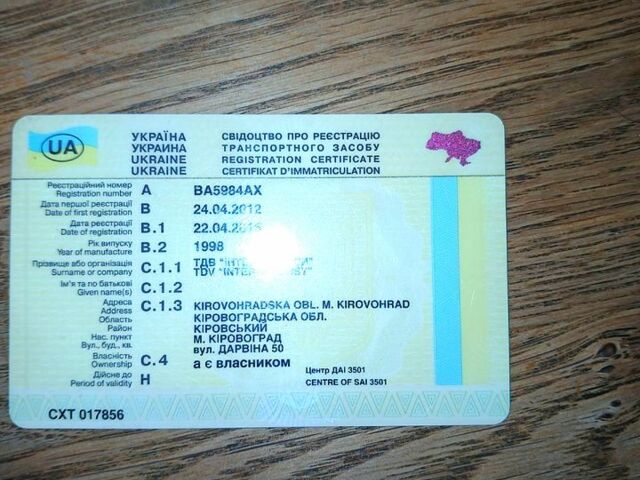 UA
УКРАЇНА СВІДОЦТВО ПРО РЕЄСТРАЦІЮ
УКРАИНА ТРАНСПОРТНОГО ЗАСОБУ
UKRAINE REGISTRATION CERTIFICATE
UKRAINE CERTIFIKAT D'IMMATRICULATION
Реєстраційний номер
Registration number A BA5984AX
Дата першої реєстрації
Date of first registration B 24.04.2012
Дата реєстрації
Date of registration B.1 22.04.
Рік випуску
Year of manufacture B.2 1998
Прізвище або організація ТДВ
Surname or company C.1.1 TDV
Ім'я та по батькові
Given name(s) C.1.2
Адреса
Address C.1.3 KIROVOHRADSKA OBL. M. KIROVOHRAD
Область КІРОВОГРАДСЬКА ОБЛ.
Район КІРОВСЬКИЙ
Нас. пункт М. КІРОВОГРАД
Вул., буд., кв. вул. ДАРВІНА 50
Власність
Ownership C.4 а є власником
Центр ДАІ 3501
Дійсне до
Period of validity H CENTRE OF SAI 3501
СХТ 017856